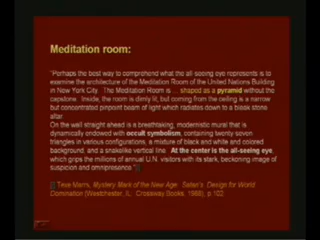 Meditation room:
"Perhaps the best way to comprehend what the all-seeing eye represents is to
examine the architecture of the Meditation Room of the United Nations Building
in New York City. The Meditation Room is ... shaped as a pyramid without the
capstone. Inside, the room is dimly lit, but coming from the ceiling is a narrow
but concentrated pinpoint beam of light which radiates down to a bleak stone
altar.
On the wall straight ahead is a breathtaking, modernistic mural that is
dynamically endowed with occult symbolism, containing twenty seven
triangles in various configurations, a mixture of black and white and colored
background, and a snakelike vertical line. At the center is the all-seeing eye,
which grips the millions of annual U.N. visitors with its stark, beckoning image of
suspicion and omnipresence."
Texe Marrs, Mystery Mark of the New Age: Satan's Design for World
Domination (Westchester, IL: Crossway Books, 1988), p.102.